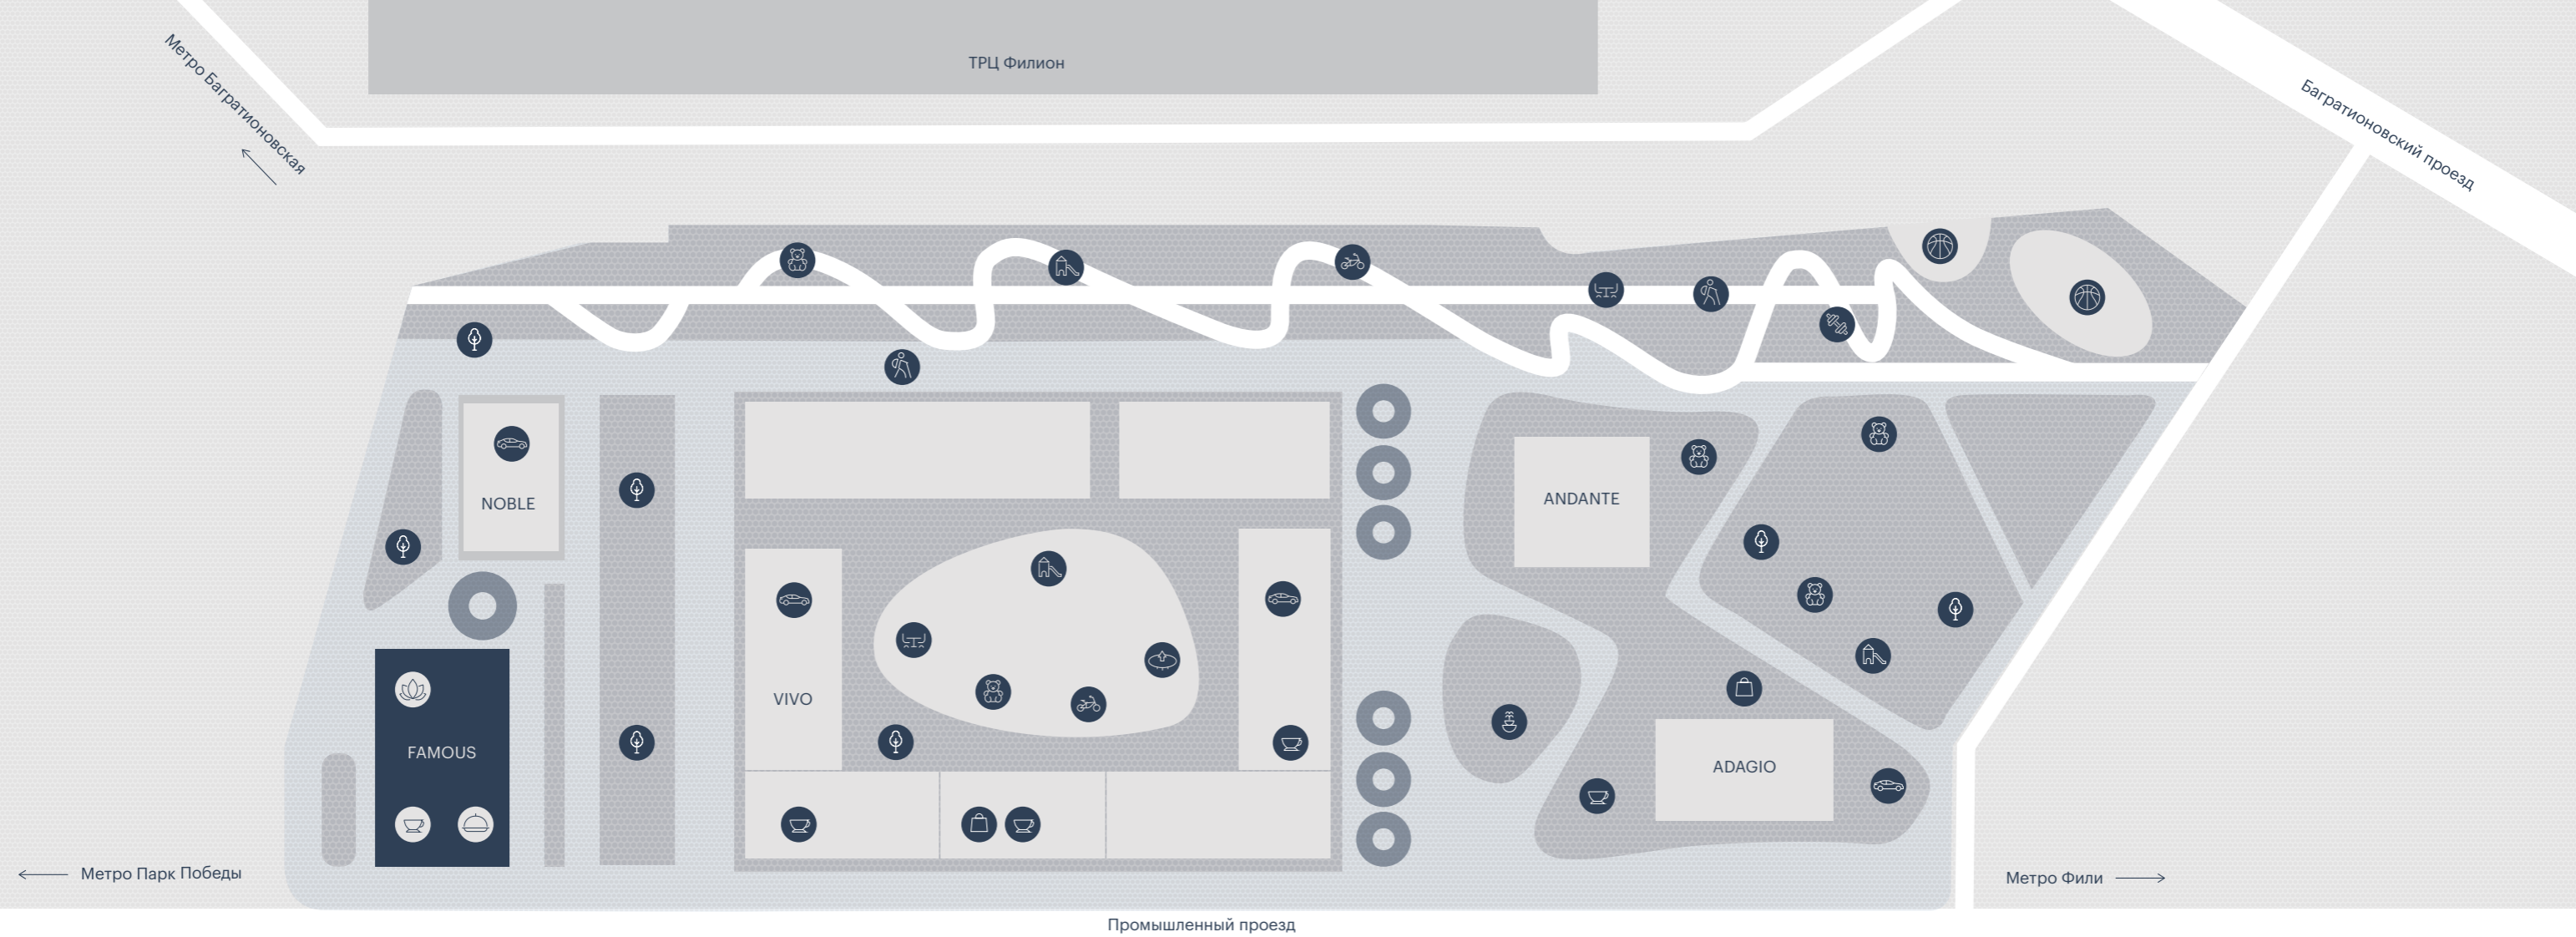 ТРЦ Филион
Метро Багратионовская
Багратионовский проезд
NOBLE
ANDANTE
VIVO
FAMOUS
ADAGIO
Метро Парк Победы
Метро Фили
Промышленный проезд